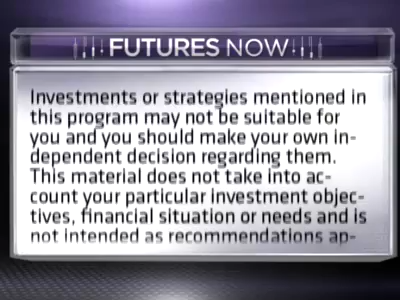 FUTURES NOW
Investments or strategies mentioned in
this program may not be suitable for
you and you should make your own in-
dependent decision regarding them.
This material does not take into ac-
count your particular investment objec-
tives, financial situation or needs and is
not intended as recommendations ap-